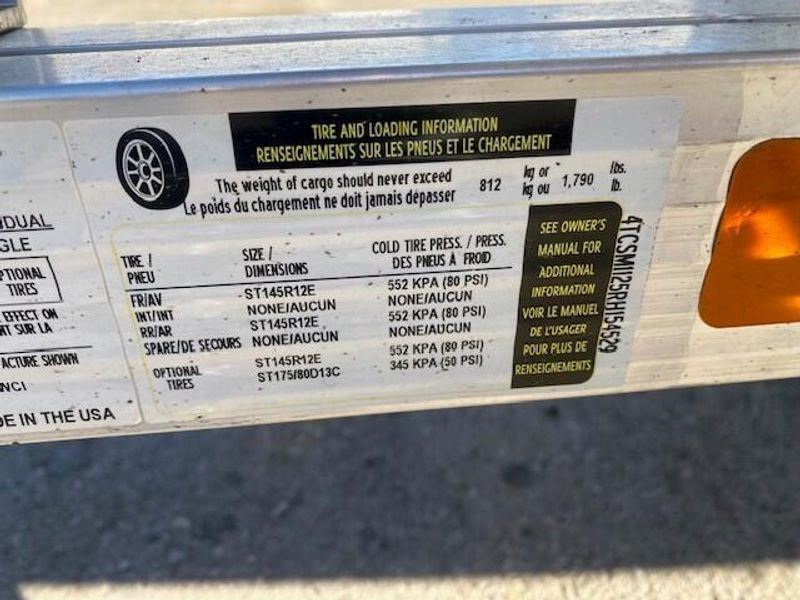 DUAL
GLE
PTIONAL
TIRES
EFFECT ON
NT SUR LA
ACTURE SHOWN
NCI
DE IN THE USA
TIRE AND LOADING INFORMATION
RENSEIGNEMENTS SUR LES PNEUS ET LE CHARGEMENT
The weight of cargo should never exceed 812 kg or 1,790 lbs.
Le poids du chargement ne doit jamais dépasser kg ou lb.
TIRE / SIZE / COLD TIRE PRESS. / PRESS.
PNEU DIMENSIONS DES PNEUS À FROID
FR/AV ST145R12E 552 KPA (80 PSI)
INT/INT NONE/AUCUN NONE/AUCUN
RR/AR ST145R12E 552 KPA (80 PSI)
SPARE/DE SECOURS NONE/AUCUN NONE/AUCUN
OPTIONAL ST145R12E 552 KPA (80 PSI)
TIRES ST175/80D13C 345 KPA (50 PSI)
SEE OWNER'S
MANUAL FOR
ADDITIONAL
INFORMATION
VOIR LE MANUEL
DE L'USAGER
POUR PLUS DE
RENSEIGNEMENTS
4TCSM1125RH154529